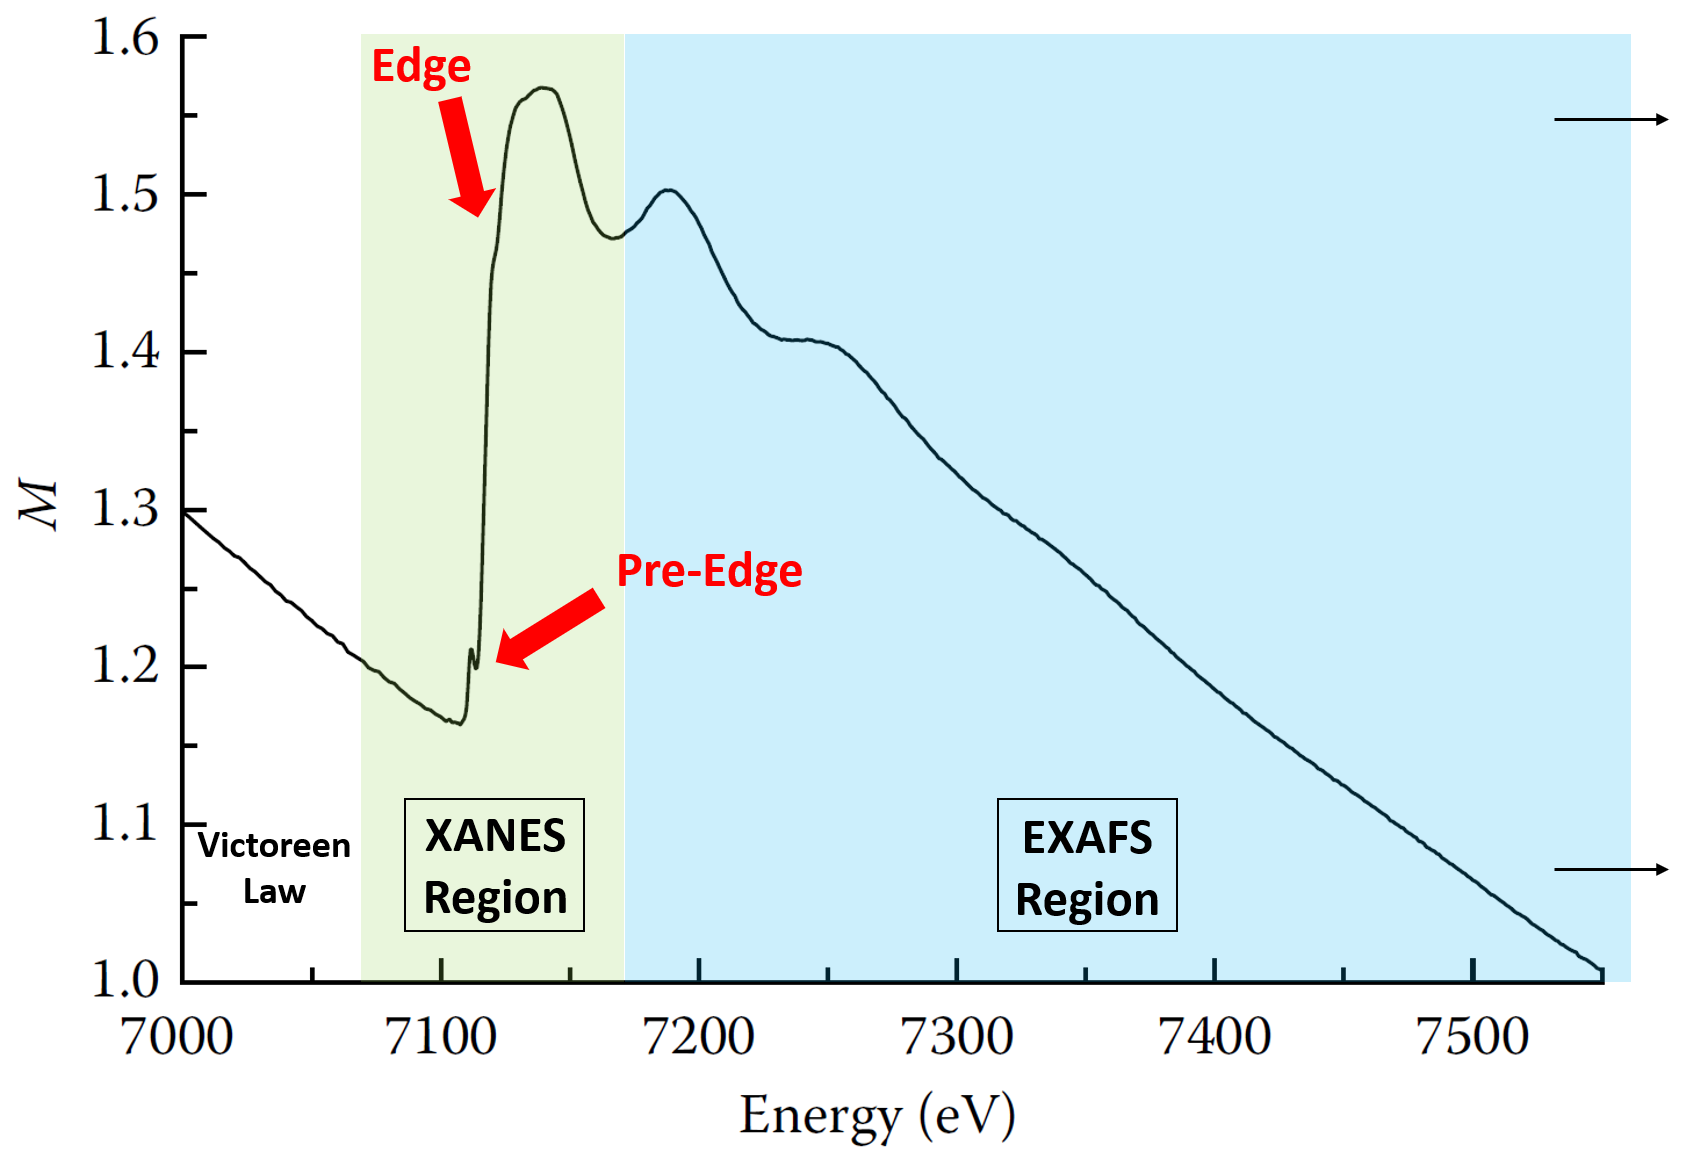 1.6
1.5
1.4
1.3
1.2
1.1
1.0
M
Edge
Pre-Edge
Victoreen
Law
XANES
Region
EXAFS
Region
7000
7100
7200
7300
7400
7500
Energy (eV)